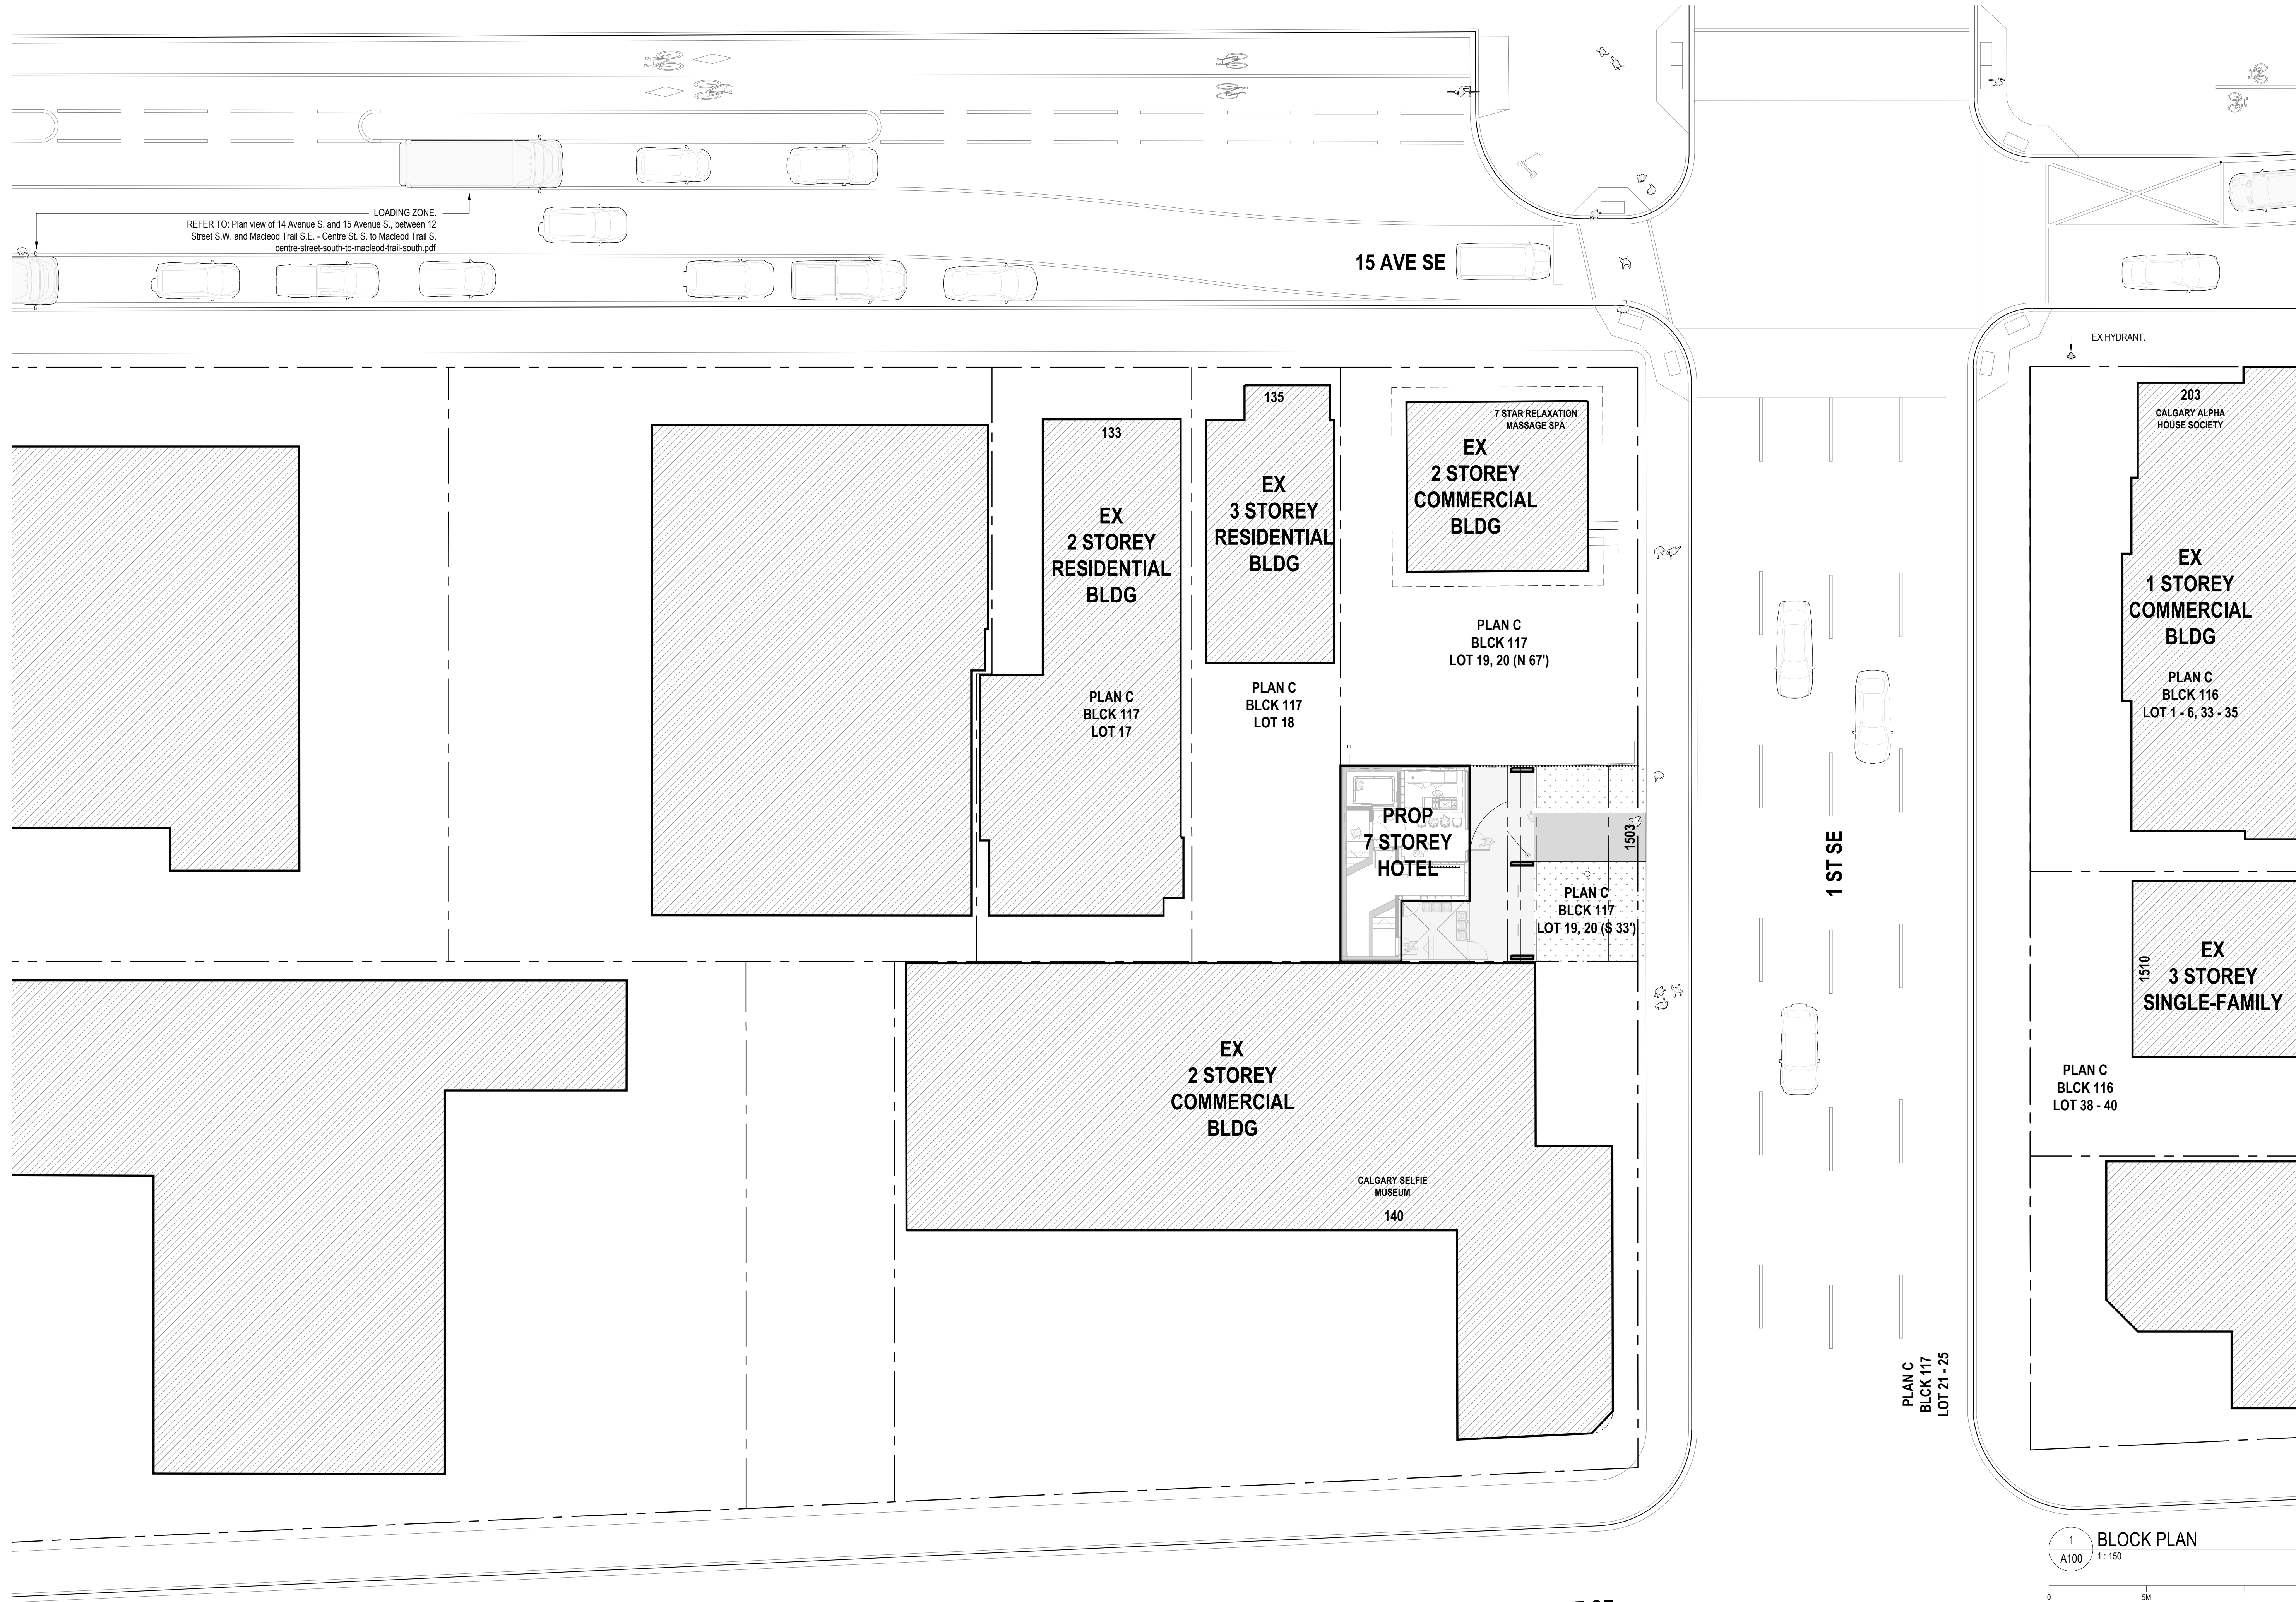 LOADING ZONE.
REFER TO: Plan view of 14 Avenue S. and 15 Avenue S., between 12
Street S.W. and Macleod Trail S.E. - Centre St. S. to Macleod Trail S.
centre-street-south-to-macleod-trail-south.pdf
15 AVE SE
EX HYDRANT.
133
EX
2 STOREY
RESIDENTIAL
BLDG
PLAN C
BLCK 117
LOT 17
135
EX
3 STOREY
RESIDENTIAL
BLDG
PLAN C
BLCK 117
LOT 18
7 STAR RELAXATION
MASSAGE SPA
EX
2 STOREY
COMMERCIAL
BLDG
PLAN C
BLCK 117
LOT 19, 20 (N 67')
203
CALGARY ALPHA
HOUSE SOCIETY
EX
1 STOREY
COMMERCIAL
BLDG
PLAN C
BLCK 116
LOT 1 - 6, 33 - 35
PROP
7 STOREY
HOTEL
1503
PLAN C
BLCK 117
LOT 19, 20 (S 33')
1 ST SE
1510
EX
3 STOREY
SINGLE-FAMILY
PLAN C
BLCK 116
LOT 38 - 40
EX
2 STOREY
COMMERCIAL
BLDG
CALGARY SELFIE
MUSEUM
140
PLAN C
BLCK 117
LOT 21 - 25
1
A100
BLOCK PLAN
1 : 150
0
5M